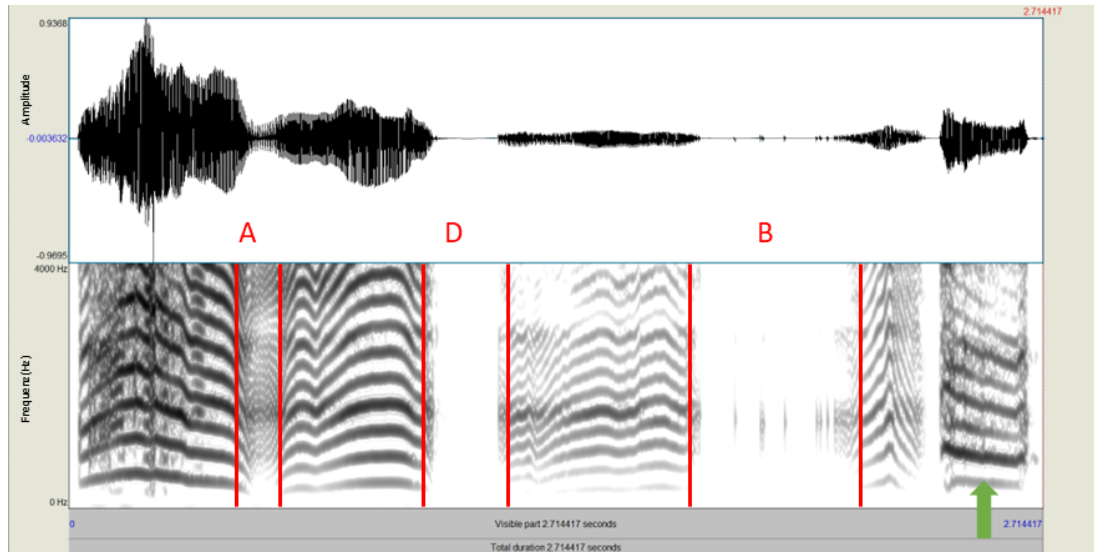 2.714417
0.9368
Amplitude
-0.003632
A D B
-0.9695
4000 Hz
Frequenz (Hz)
0 Hz
0 Visible part 2.714417 seconds 2.714417
Total duration 2.714417 seconds